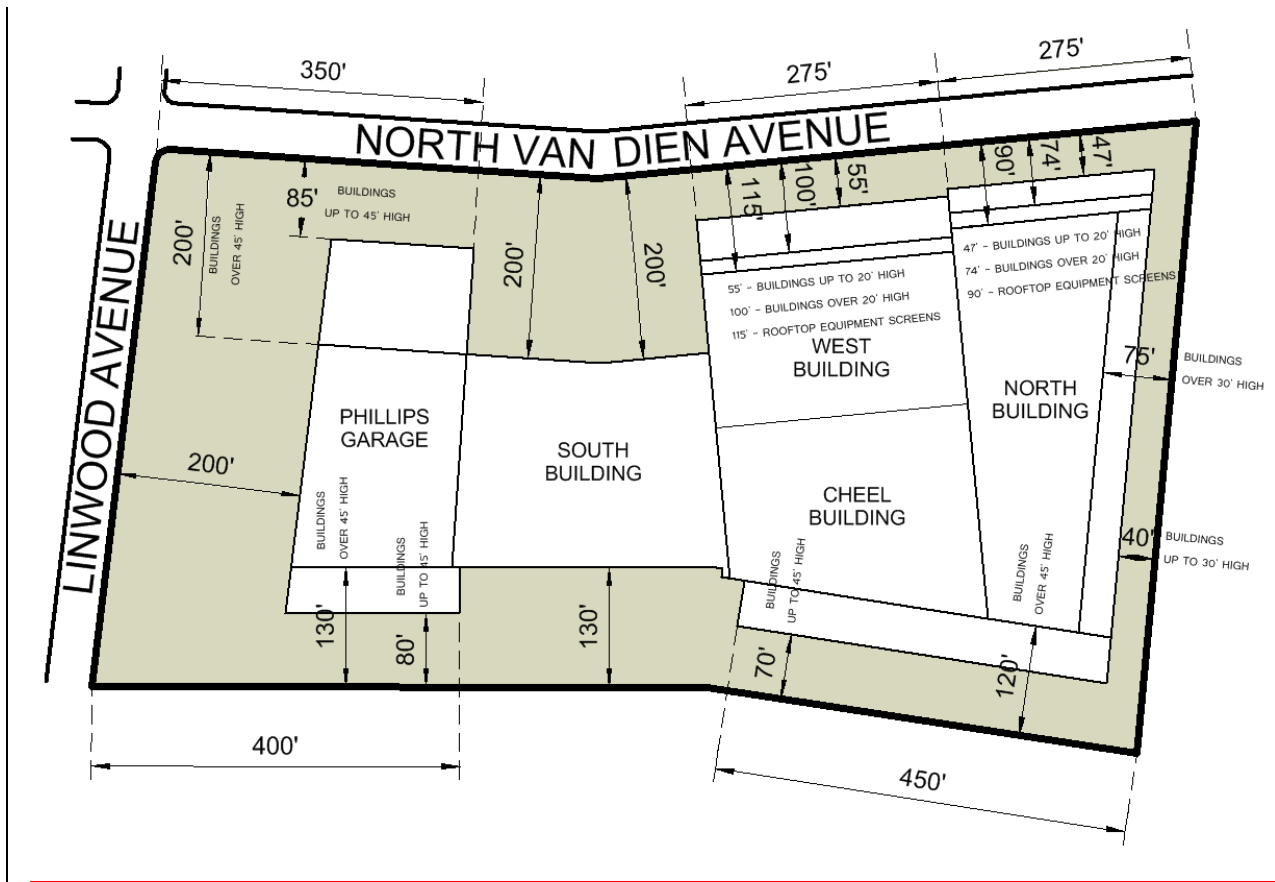 350'
275'
275'
NORTH VAN DIEN AVENUE
LINWOOD AVENUE
200'
BUILDINGS
OVER 45' HIGH
85'
BUILDINGS
UP TO 45' HIGH
200'
200'
115'
100'
55'
90'
74'
47'
55' - BUILDINGS UP TO 20' HIGH
100' - BUILDINGS OVER 20' HIGH
115' - ROOFTOP EQUIPMENT SCREENS
47' - BUILDINGS UP TO 20' HIGH
74' - BUILDINGS OVER 20' HIGH
90' - ROOFTOP EQUIPMENT SCREENS
WEST
BUILDING
NORTH
BUILDING
75'
BUILDINGS
OVER 30' HIGH
PHILLIPS
GARAGE
SOUTH
BUILDING
CHEEL
BUILDING
200'
BUILDINGS
OVER 45' HIGH
BUILDINGS
UP TO 45' HIGH
BUILDINGS
UP TO 45' HIGH
BUILDINGS
OVER 45' HIGH
40'
BUILDINGS
UP TO 30' HIGH
130'
80'
130'
70'
120'
400'
450'